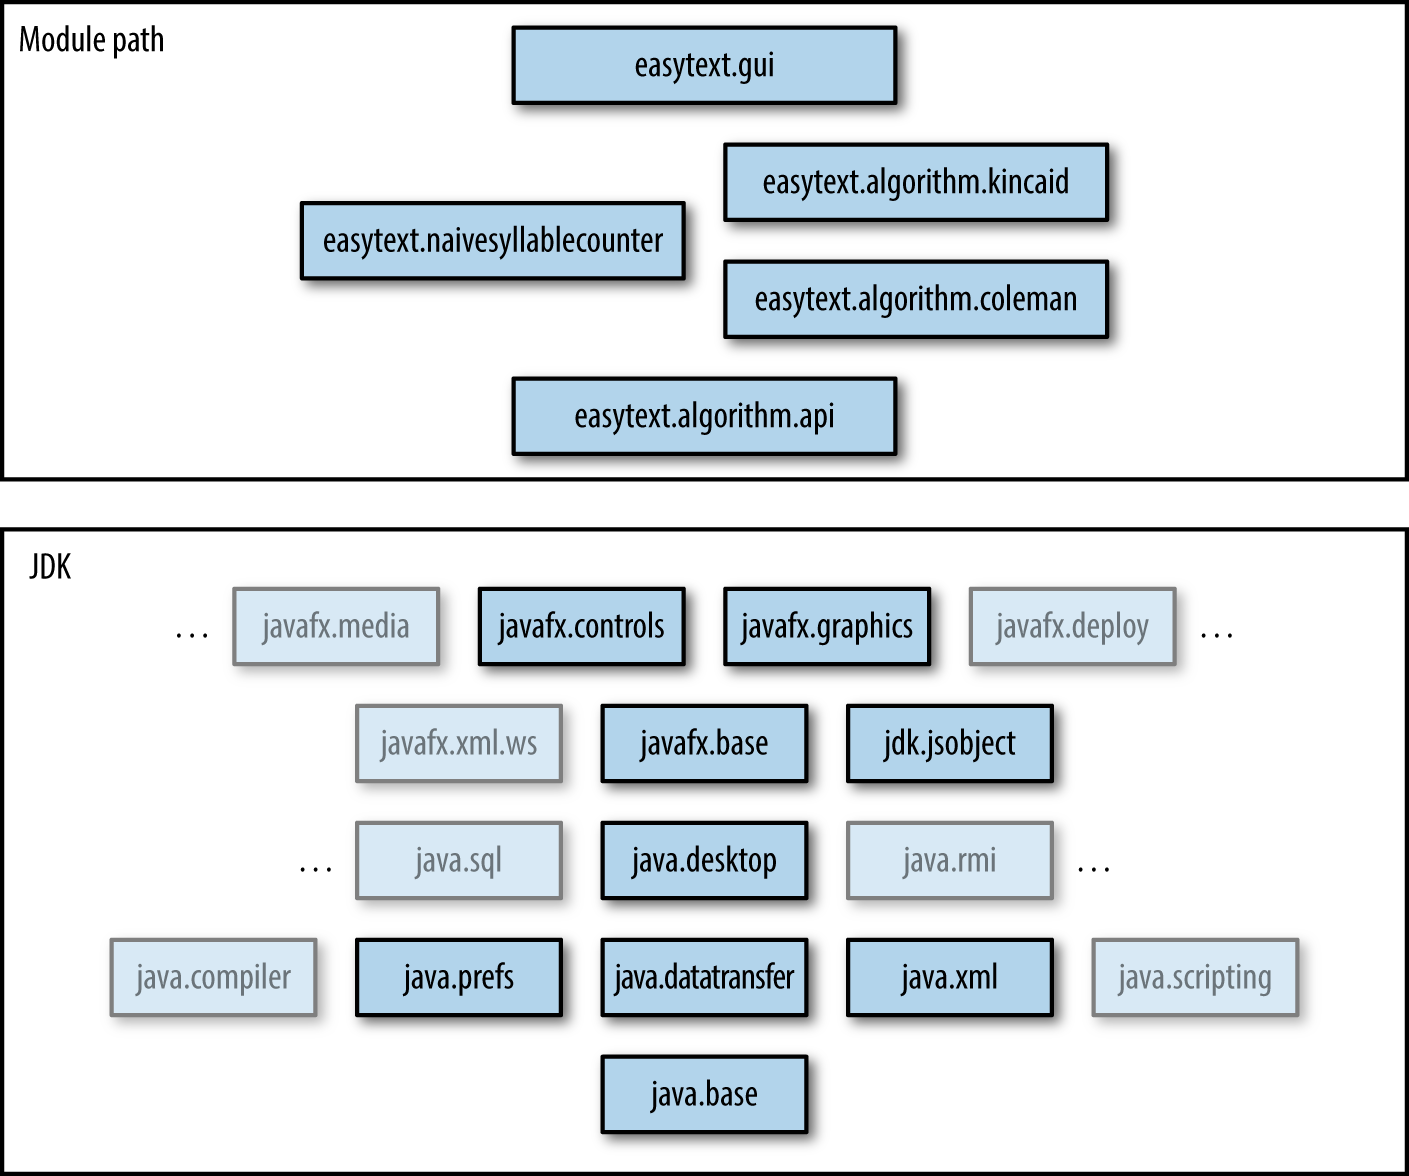 Module path
easytext.gui
easytext.algorithm.kincaid
easytext.naivesyllablecounter
easytext.algorithm.coleman
easytext.algorithm.api
JDK
... javafx.media javafx.controls javafx.graphics javafx.deploy ...
javafx.xml.ws javafx.base jdk.jsobject
... java.sql java.desktop java.rmi ...
java.compiler java.prefs java.datatransfer java.xml java.scripting
java.base